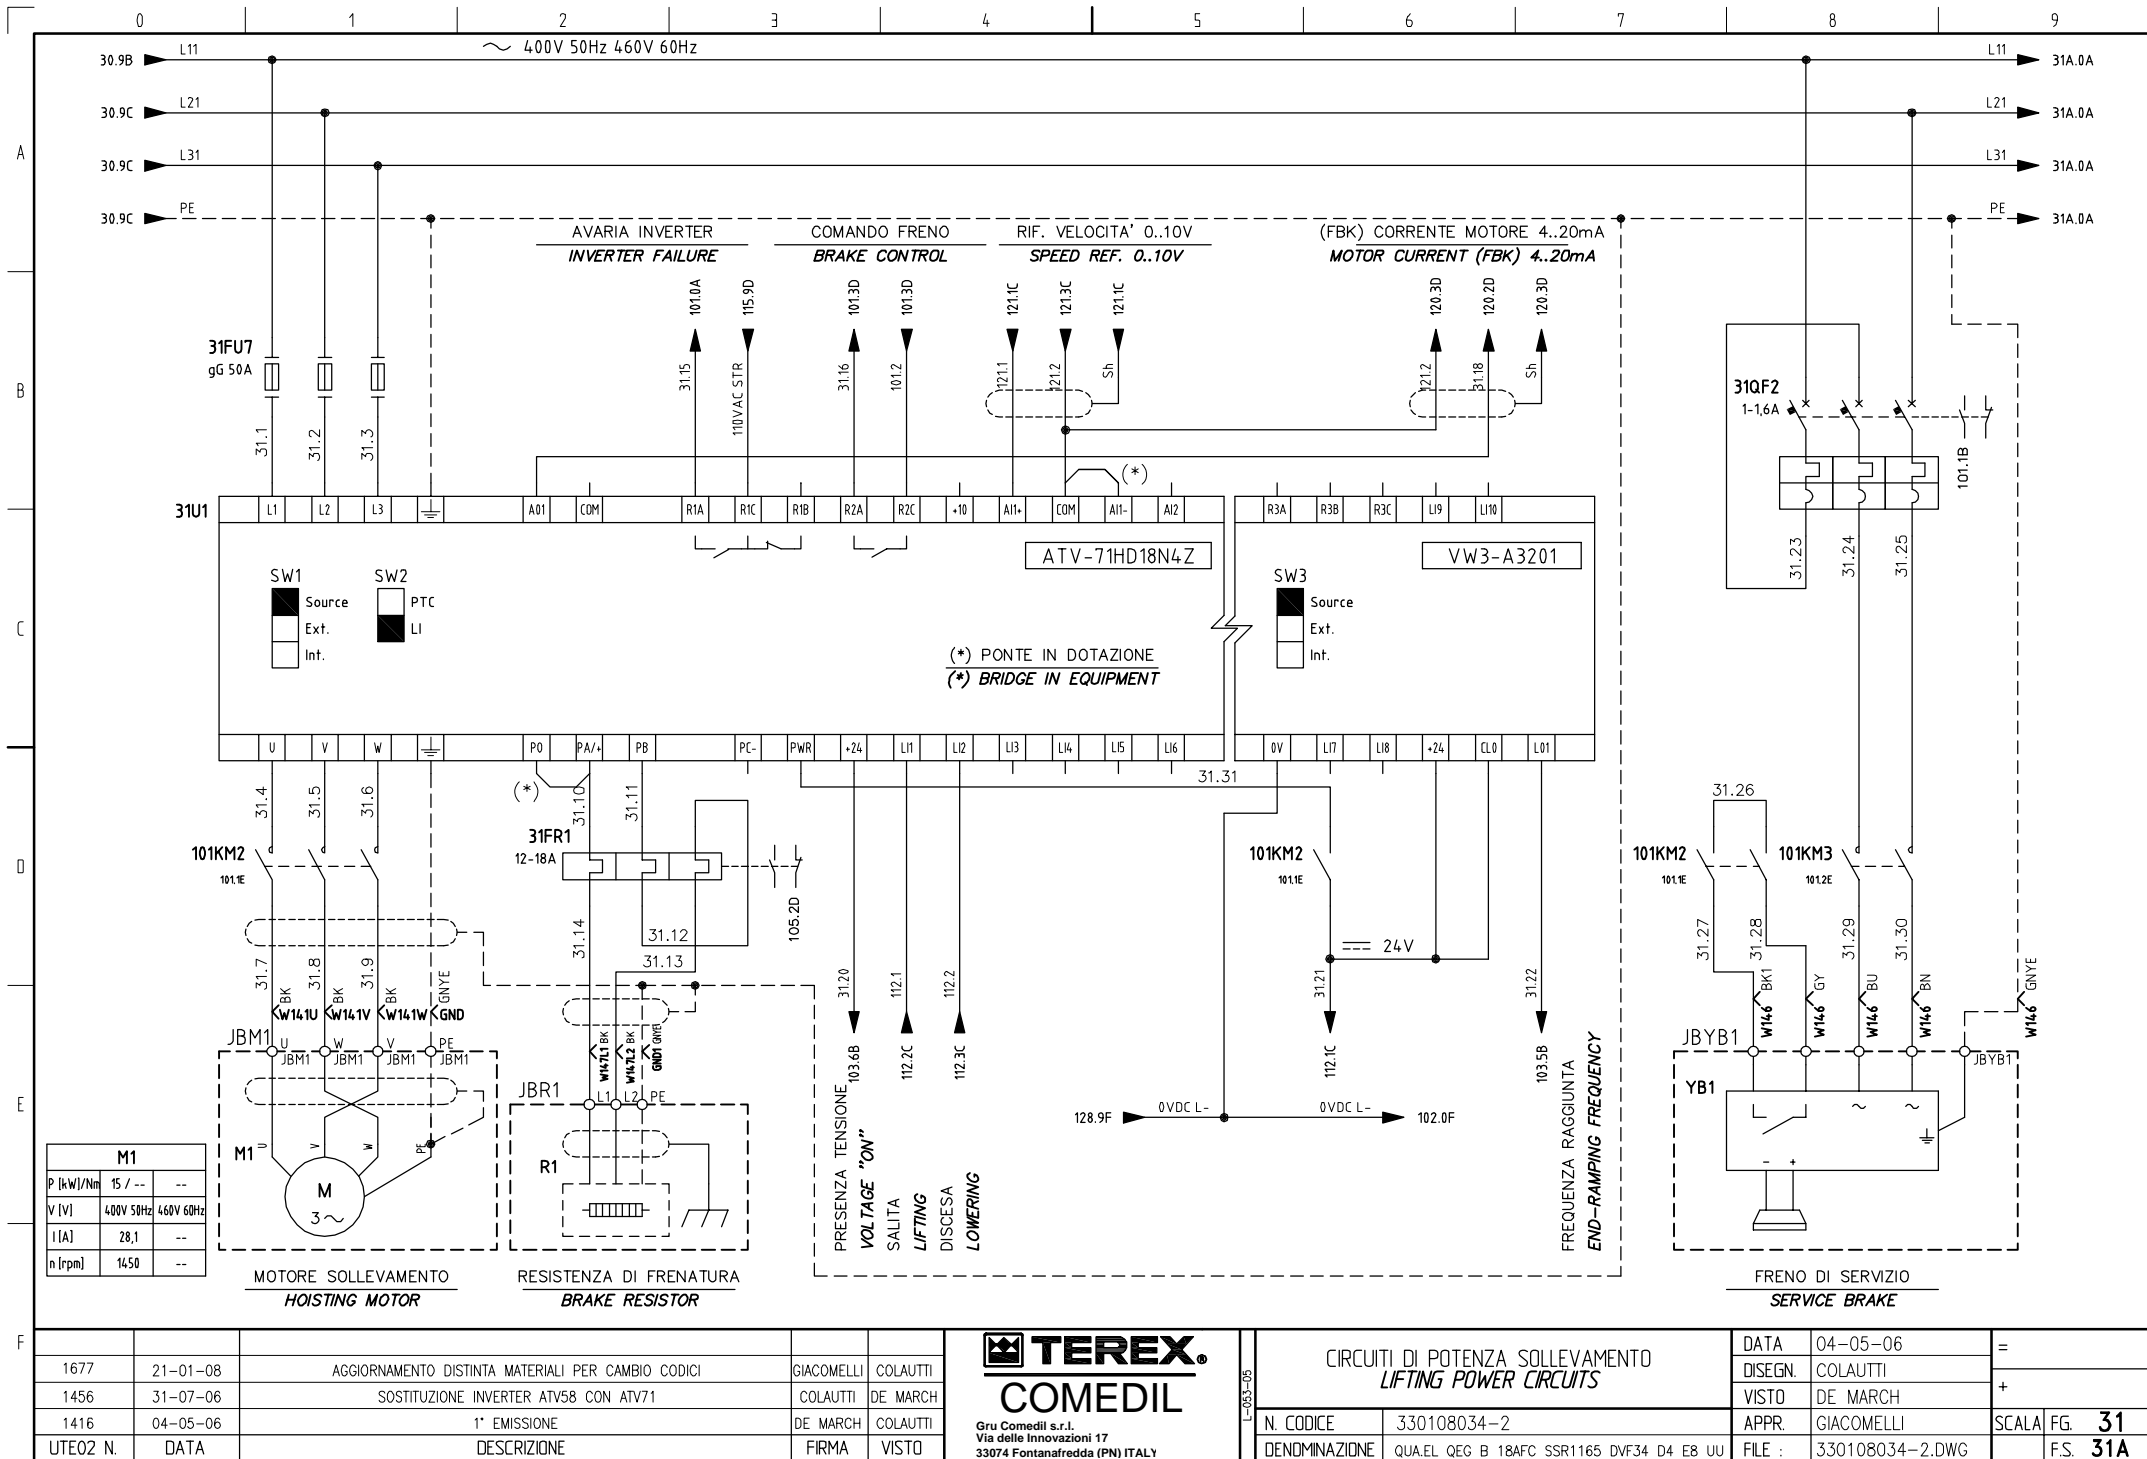 0 1 2 3 4 5 6 7 8 9
400V 50Hz 460V 60Hz
30.9B L11 L11 31A.0A
30.9C L21 L21 31A.0A
A
30.9C L31 L31 31A.0A
30.9C PE PE 31A.0A
AVARIA INVERTER COMANDO FRENO RIF. VELOCITA' 0..10V (FBK) CORRENTE MOTORE 4..20mA
INVERTER FAILURE BRAKE CONTROL SPEED REF. 0..10V MOTOR CURRENT (FBK) 4..20mA
101.0A 115.9D 101.3D 101.3D 121.1C 121.3C 121.1C 120.3D 120.2D 120.3D
31FU7
gG 50A
31.15 110VAC STR 31.16 101.2 121.1 121.2 Sh 121.2 31.18 Sh
B
31QF2
1-1,6A
31.1 31.2 31.3
(*)
101.1B
31U1 L1 L2 L3 A01 COM R1A R1C R1B R2A R2C +10 AI1+ COM AI1- AI2 R3A R3B R3C LI9 LI10
ATV-71HD18N4Z VW3-A3201
31.23 31.24 31.25
SW1 SW2 SW3
Source PTC Source
C
Ext. LI Ext.
Int. Int.
(*) PONTE IN DOTAZIONE
(*) BRIDGE IN EQUIPMENT
U V W P0 PA/+ PB PC- PWR +24 LI1 LI2 LI3 LI4 LI5 LI6 0V LI7 LI8 +24 CL0 L01
31.31
31.4 31.5 31.6 (*) 31.10 31.11 31.26
31FR1
12-18A
D
101KM2 101KM2 101KM2 101KM3
101.1E 101.1E 101.1E 101.2E
105.2D
31.14 31.12
31.13
24V
31.27 31.28 31.29 31.30
31.7 31.8 31.9 31.20 112.1 112.2 31.21 31.22
BK BK BK GNYE BK1 GY BU BN GNYE
W141U W141V W141W GND W146 W146 W146 W146 W146
W147L1 BK W147L2 BK GND1 GNYE
JBM1 U W V PE
JBM1 JBM1 JBM1 JBM1
JBYB1 JBYB1
103.6B 112.2C 112.3C 112.1C 103.5B
E
JBR1 L1 L2 PE
YB1
128.9F 0VDC L- 0VDC L- 102.0F
PRESENZA TENSIONE
VOLTAGE "ON"
SALITA
LIFTING
DISCESA
LOWERING
FREQUENZA RAGGIUNTA
END-RAMPING FREQUENCY
M1 U V W PE
M
3
R1
- +
M1
P [kW]/Nm 15 / -- --
V [V] 400V 50Hz 460V 60Hz
I [A] 28,1 --
n [rpm] 1450 --
MOTORE SOLLEVAMENTO RESISTENZA DI FRENATURA FRENO DI SERVIZIO
HOISTING MOTOR BRAKE RESISTOR SERVICE BRAKE
F
1677 21-01-08 AGGIORNAMENTO DISTINTA MATERIALI PER CAMBIO CODICI GIACOMELLI COLAUTTI
1456 31-07-06 SOSTITUZIONE INVERTER ATV58 CON ATV71 COLAUTTI DE MARCH
1416 04-05-06 1° EMISSIONE DE MARCH COLAUTTI
UTE02 N. DATA DESCRIZIONE FIRMA VISTO
TEREX®
COMEDIL
Gru Comedil s.r.l.
Via delle Innovazioni 17
33074 Fontanafredda (PN) ITALY
L-053-05
CIRCUITI DI POTENZA SOLLEVAMENTO
LIFTING POWER CIRCUITS
N. CODICE 330108034-2
DENOMINAZIONE QUA.EL QEG B 18AFC SSR1165 DVF34 D4 E8 UU
DATA 04-05-06 =
DISEGN. COLAUTTI
VISTO DE MARCH +
APPR. GIACOMELLI SCALA FG. 31
FILE : 330108034-2.DWG F.S. 31A